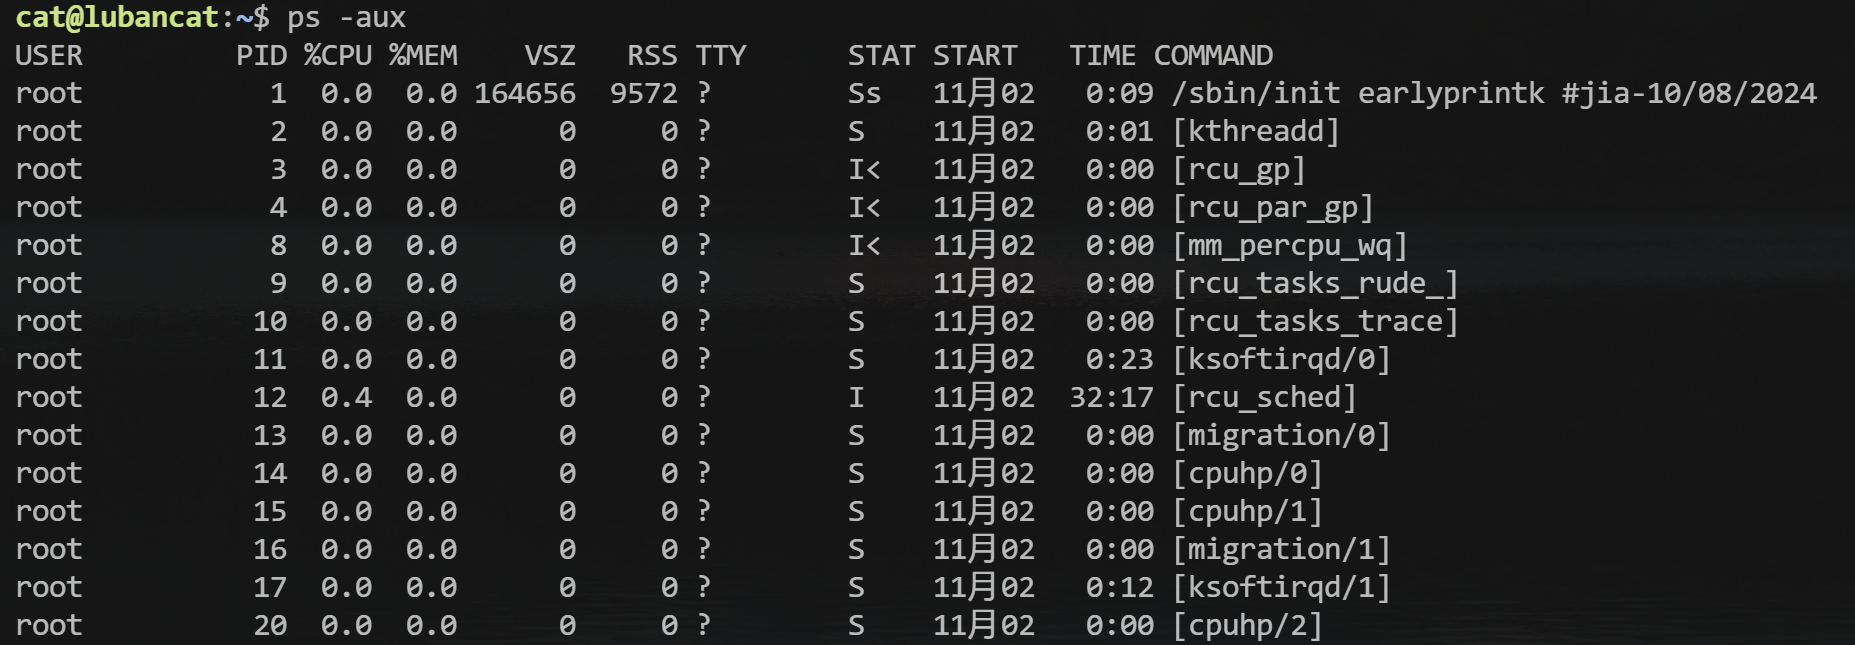 cat@lubancat:~$ ps -aux
USER         PID %CPU %MEM    VSZ   RSS TTY      STAT START   TIME COMMAND
root           1  0.0  0.0 164656  9572 ?        Ss   11月02   0:09 /sbin/init earlyprintk #jia-10/08/2024
root           2  0.0  0.0      0     0 ?        S    11月02   0:01 [kthreadd]
root           3  0.0  0.0      0     0 ?        I<   11月02   0:00 [rcu_gp]
root           4  0.0  0.0      0     0 ?        I<   11月02   0:00 [rcu_par_gp]
root           8  0.0  0.0      0     0 ?        I<   11月02   0:00 [mm_percpu_wq]
root           9  0.0  0.0      0     0 ?        S    11月02   0:00 [rcu_tasks_rude_]
root          10  0.0  0.0      0     0 ?        S    11月02   0:00 [rcu_tasks_trace]
root          11  0.0  0.0      0     0 ?        S    11月02   0:23 [ksoftirqd/0]
root          12  0.4  0.0      0     0 ?        I    11月02  32:17 [rcu_sched]
root          13  0.0  0.0      0     0 ?        S    11月02   0:00 [migration/0]
root          14  0.0  0.0      0     0 ?        S    11月02   0:00 [cpuhp/0]
root          15  0.0  0.0      0     0 ?        S    11月02   0:00 [cpuhp/1]
root          16  0.0  0.0      0     0 ?        S    11月02   0:00 [migration/1]
root          17  0.0  0.0      0     0 ?        S    11月02   0:12 [ksoftirqd/1]
root          20  0.0  0.0      0     0 ?        S    11月02   0:00 [cpuhp/2]